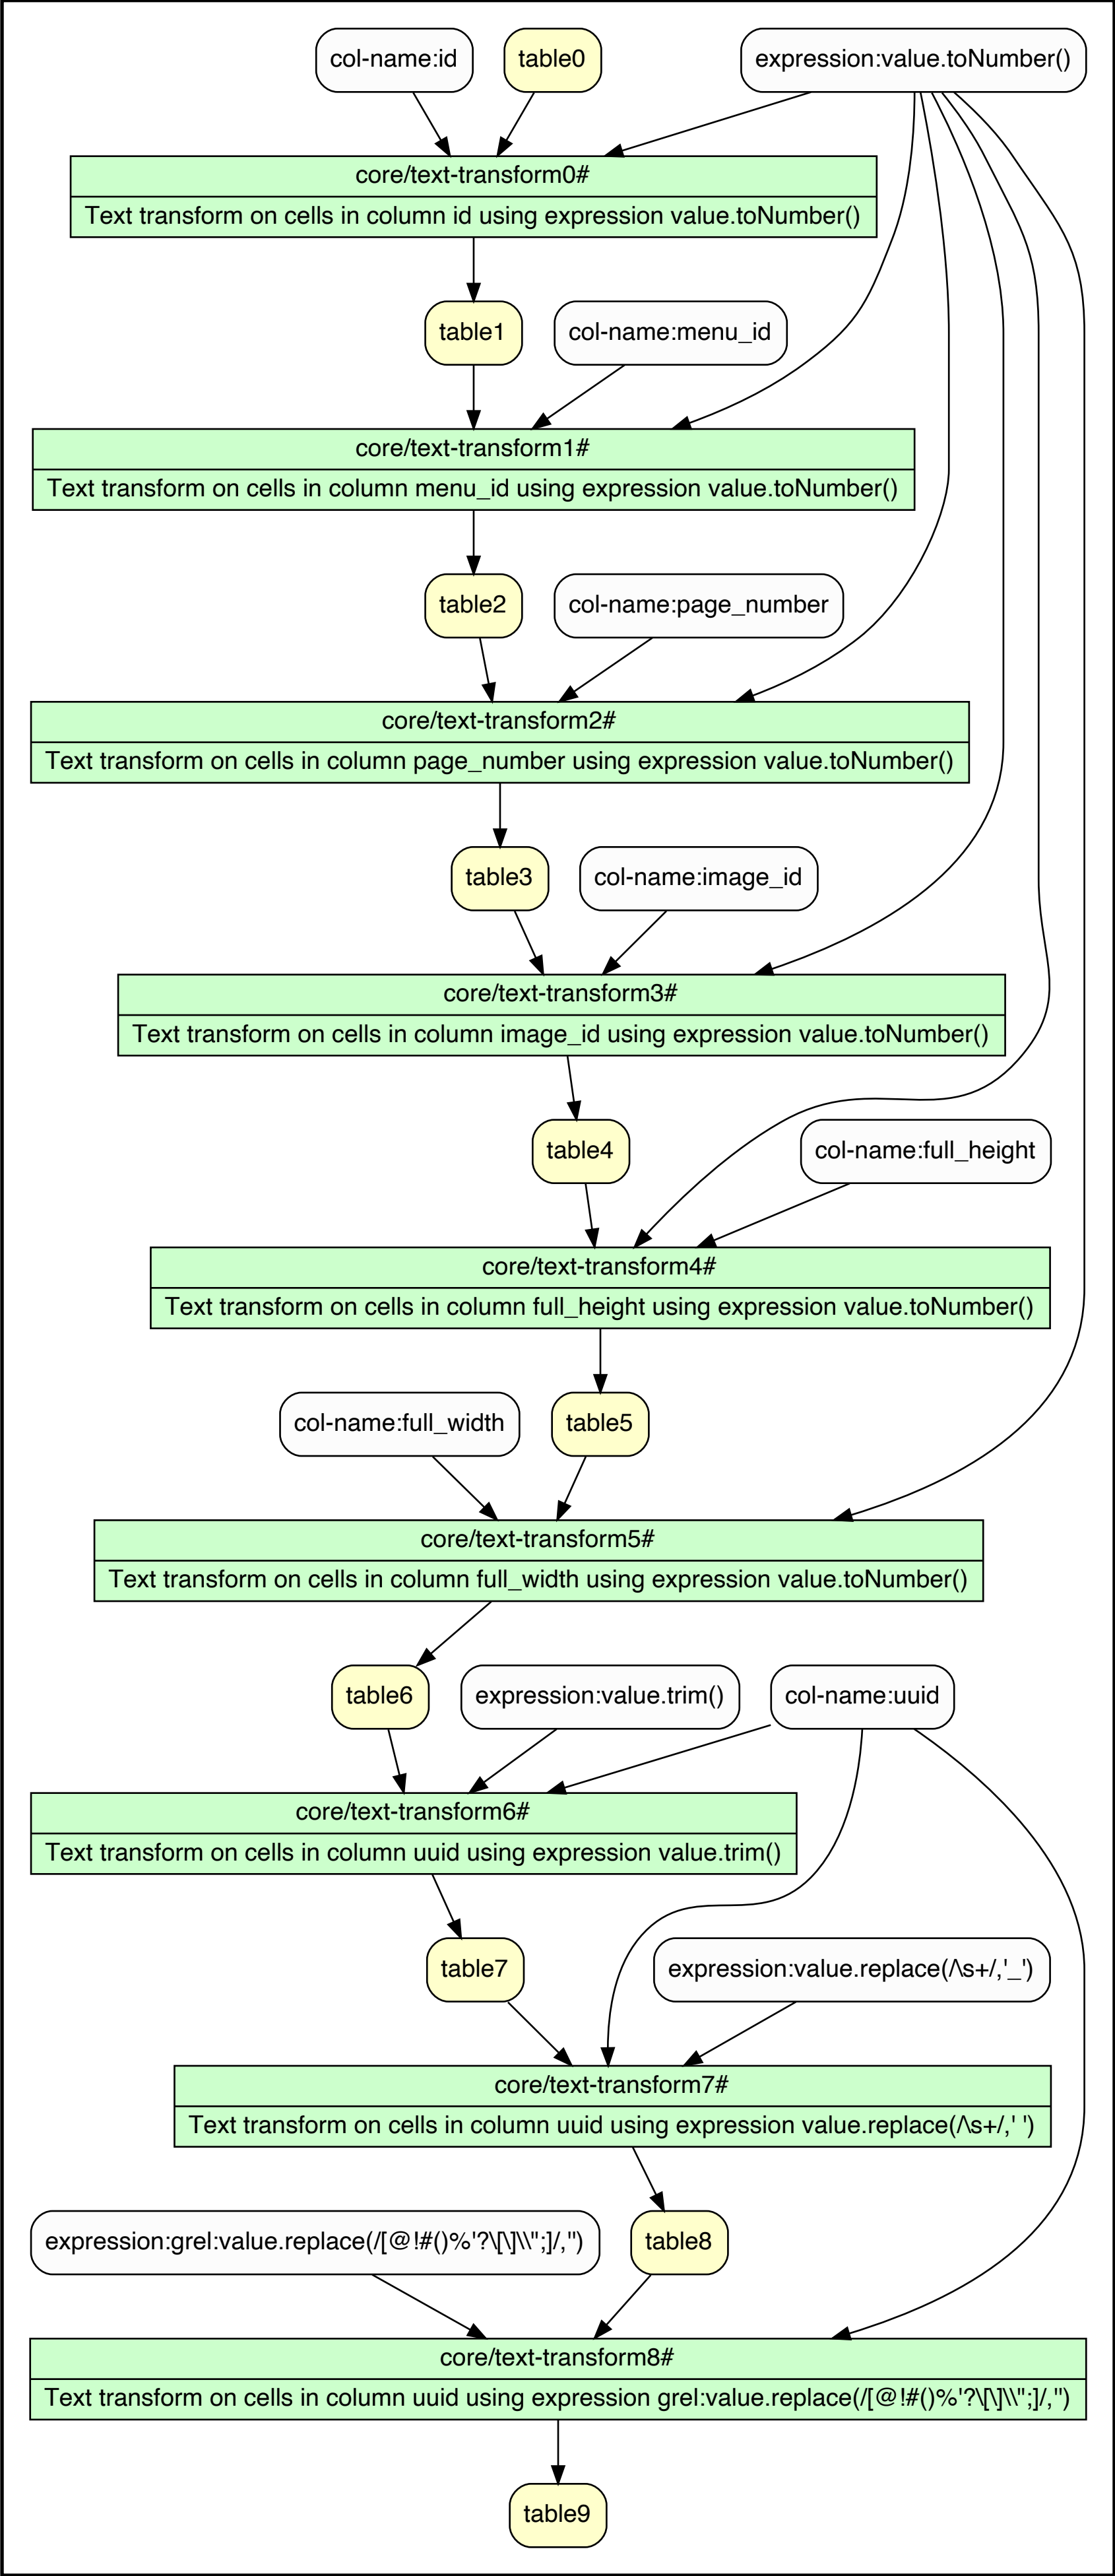 col-name:id
table0
expression:value.toNumber()
core/text-transform0#
Text transform on cells in column id using expression value.toNumber()
table1
col-name:menu_id
core/text-transform1#
Text transform on cells in column menu_id using expression value.toNumber()
table2
col-name:page_number
core/text-transform2#
Text transform on cells in column page_number using expression value.toNumber()
table3
col-name:image_id
core/text-transform3#
Text transform on cells in column image_id using expression value.toNumber()
table4
col-name:full_height
core/text-transform4#
Text transform on cells in column full_height using expression value.toNumber()
col-name:full_width
table5
core/text-transform5#
Text transform on cells in column full_width using expression value.toNumber()
table6
expression:value.trim()
col-name:uuid
core/text-transform6#
Text transform on cells in column uuid using expression value.trim()
table7
expression:value.replace(/\s+/,'_')
core/text-transform7#
Text transform on cells in column uuid using expression value.replace(/\s+/,' ')
expression:grel:value.replace(/[@!#()%'?\[\]\\";]/,'')
table8
core/text-transform8#
Text transform on cells in column uuid using expression grel:value.replace(/[@!#()%'?\[\]\\";]/,'')
table9